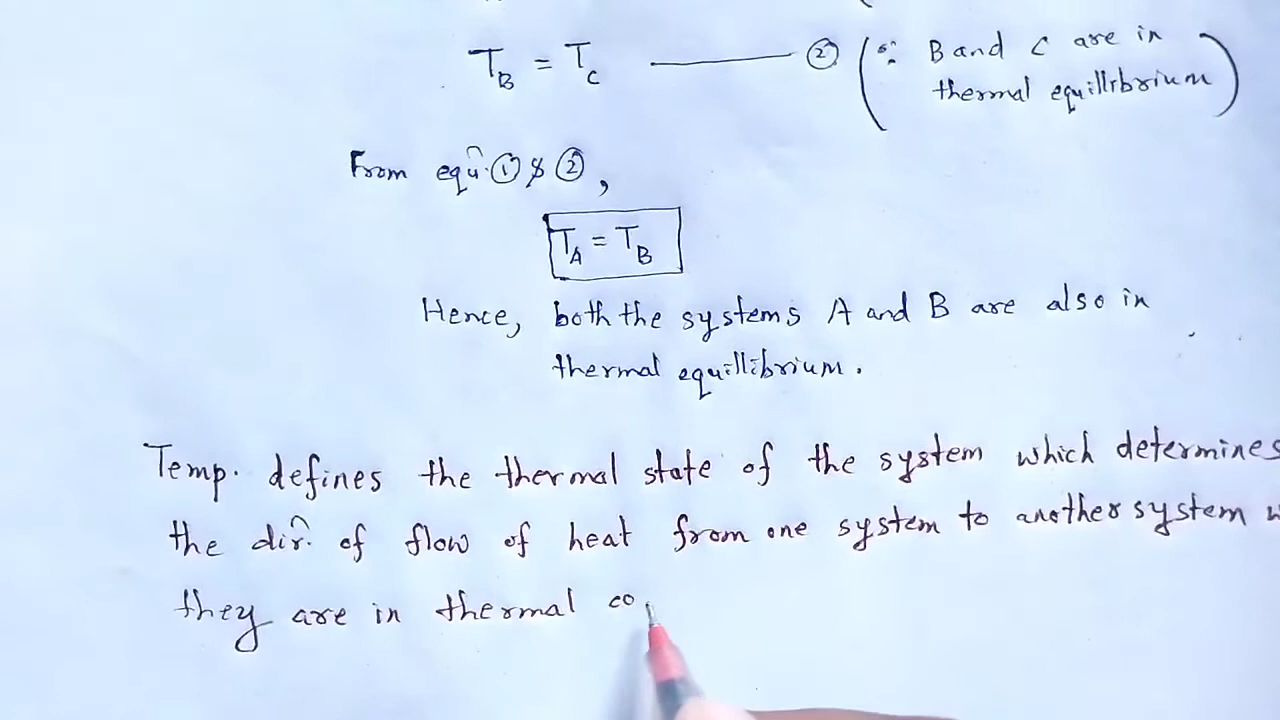 T_B = T_C ——— ② (∵ B and C are in
thermal equillibrium)
From equⁿ. ① & ②,
T_A = T_B
Hence, both the systems A and B are also in
thermal equillibrium.
Temp. defines the thermal state of the system which determines
the dirⁿ. of flow of heat from one system to another system
they are in thermal co